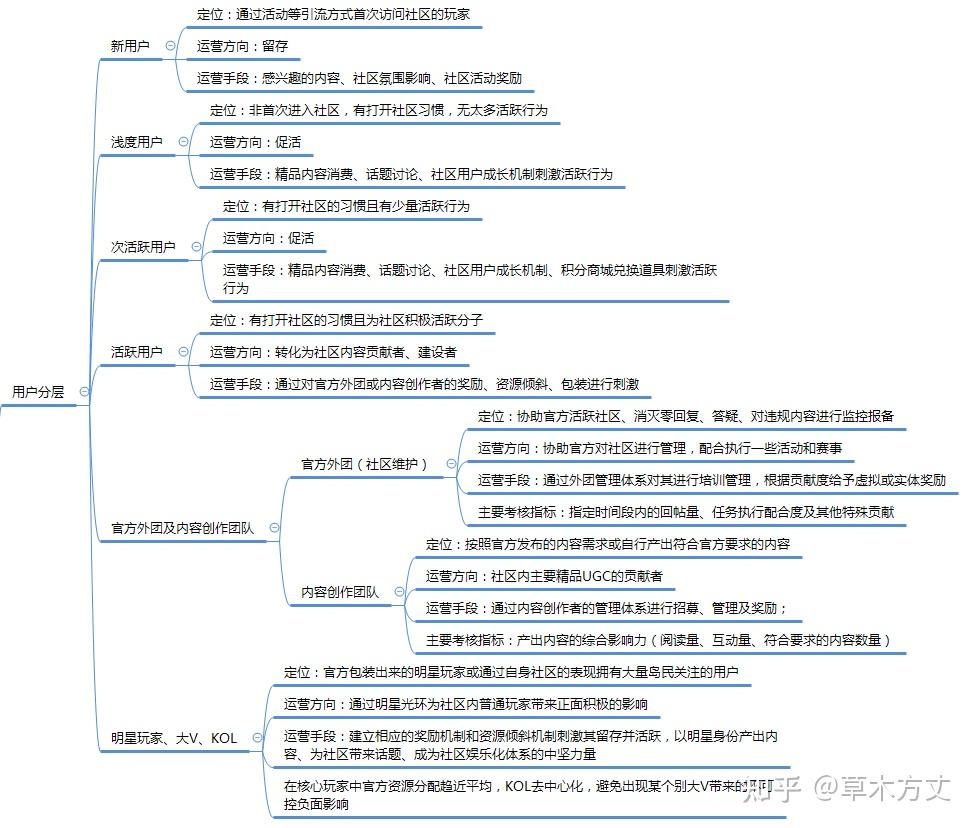 用户分层
新用户
定位：通过活动等引流方式首次访问社区的玩家
运营方向：留存
运营手段：感兴趣的内容、社区氛围影响、社区活动奖励
浅度用户
定位：非首次进入社区，有打开社区习惯，无太多活跃行为
运营方向：促活
运营手段：精品内容消费、话题讨论、社区用户成长机制刺激活跃行为
次活跃用户
定位：有打开社区的习惯且有少量活跃行为
运营方向：促活
运营手段：精品内容消费、话题讨论、社区用户成长机制、积分商城兑换道具刺激活跃
行为
活跃用户
定位：有打开社区的习惯且为社区积极活跃分子
运营方向：转化为社区内容贡献者、建设者
运营手段：通过对官方外团或内容创作者的奖励、资源倾斜、包装进行刺激
官方外团及内容创作团队
官方外团（社区维护）
定位：协助官方活跃社区、消灭零回复、答疑、对违规内容进行监控报备
运营方向：协助官方对社区进行管理，配合执行一些活动和赛事
运营手段：通过外团管理体系对其进行培训管理，根据贡献度给予虚拟或实体奖励
主要考核指标：指定时间段内的回帖量、任务执行配合度及其他特殊贡献
内容创作团队
定位：按照官方发布的内容需求或自行产出符合官方要求的内容
运营方向：社区内主要精品UGC的贡献者
运营手段：通过内容创作者的管理体系进行招募、管理及奖励；
主要考核指标：产出内容的综合影响力（阅读量、互动量、符合要求的内容数量）
明星玩家、大V、KOL
定位：官方包装出来的明星玩家或通过自身社区的表现拥有大量岛民关注的用户
运营方向：通过明星光环为社区内普通玩家带来正面积极的影响
运营手段：建立相应的奖励机制和资源倾斜机制刺激其留存并活跃，以明星身份产出内
容、为社区带来话题、成为社区娱乐化体系的中坚力量
在核心玩家中官方资源分配趋近平均，KOL去中心化，避免出现某个别大V带来的可
控负面影响
知乎 @草木方丈